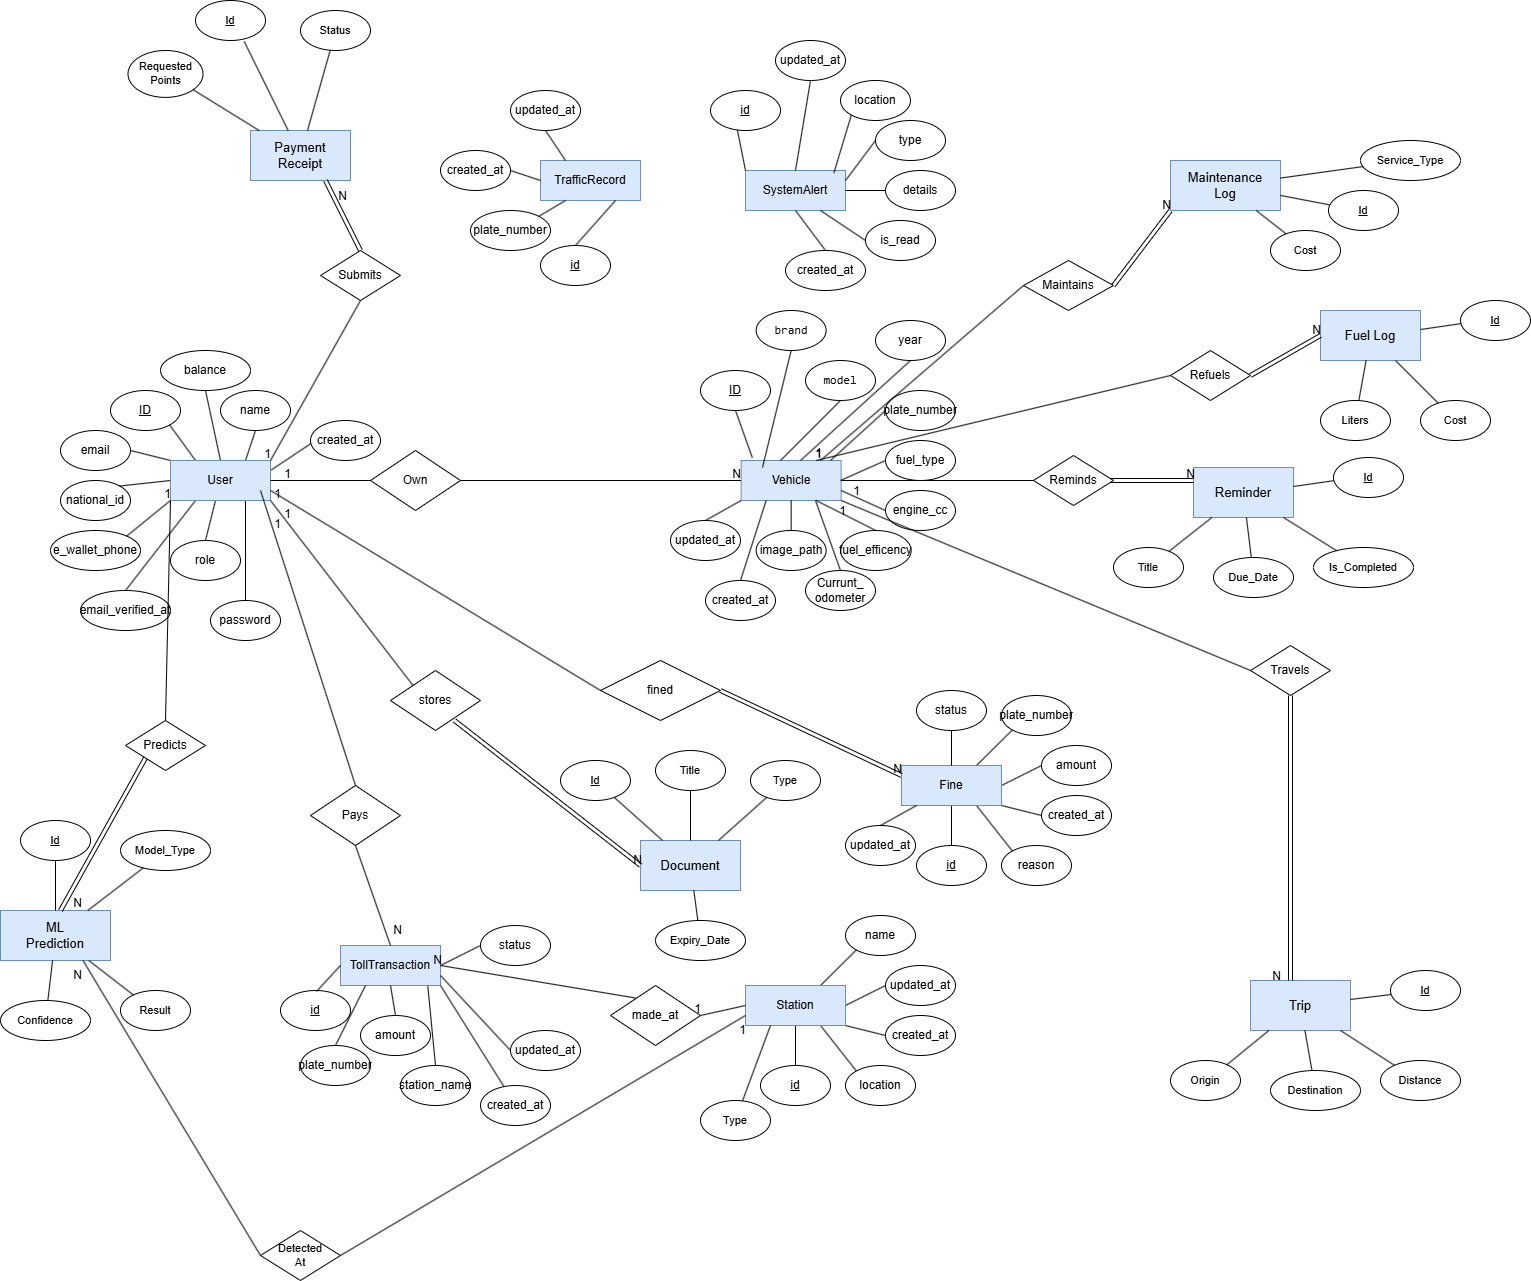 Id
Status
Requested
Points
Payment
Receipt
N
Submits
updated_at
created_at
TrafficRecord
plate_number
id
updated_at
id
location
type
SystemAlert
details
is_read
created_at
Service_Type
Maintenance
Log
Id
N
Cost
Maintains
Id
N
Fuel Log
Refuels
Liters
Cost
brand
year
model
ID
plate_number
1
1
fuel_type
N
Vehicle
1
engine_cc
1
updated_at
image_path
fuel_efficency
Currunt_
odometer
created_at
balance
ID
name
created_at
email
1
User
1
national_id
1
1
1
1
e_wallet_phone
role
email_verified_at
password
Own
Reminds
N
Reminder
Id
Title
Due_Date
Is_Completed
Travels
fined
stores
Predicts
status
plate_number
N
Fine
amount
created_at
updated_at
id
reason
Id
Title
Type
N
Document
Expiry_Date
Pays
Id
Model_Type
N
ML
Prediction
N
Confidence
Result
N
TollTransaction
N
status
id
amount
plate_number
station_name
updated_at
created_at
made_at
1
1
Station
name
updated_at
created_at
id
location
Type
N
Trip
Id
Origin
Destination
Distance
Detected
At